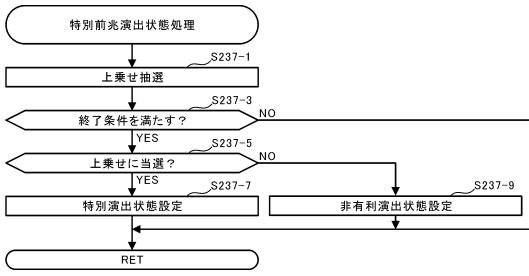 特別前兆演出状態処理
S237-1
上乗せ抽選
S237-3
終了条件を満たす？
NO
YES
S237-5
上乗せに当選？
NO
YES
S237-7
特別演出状態設定
S237-9
非有利演出状態設定
RET